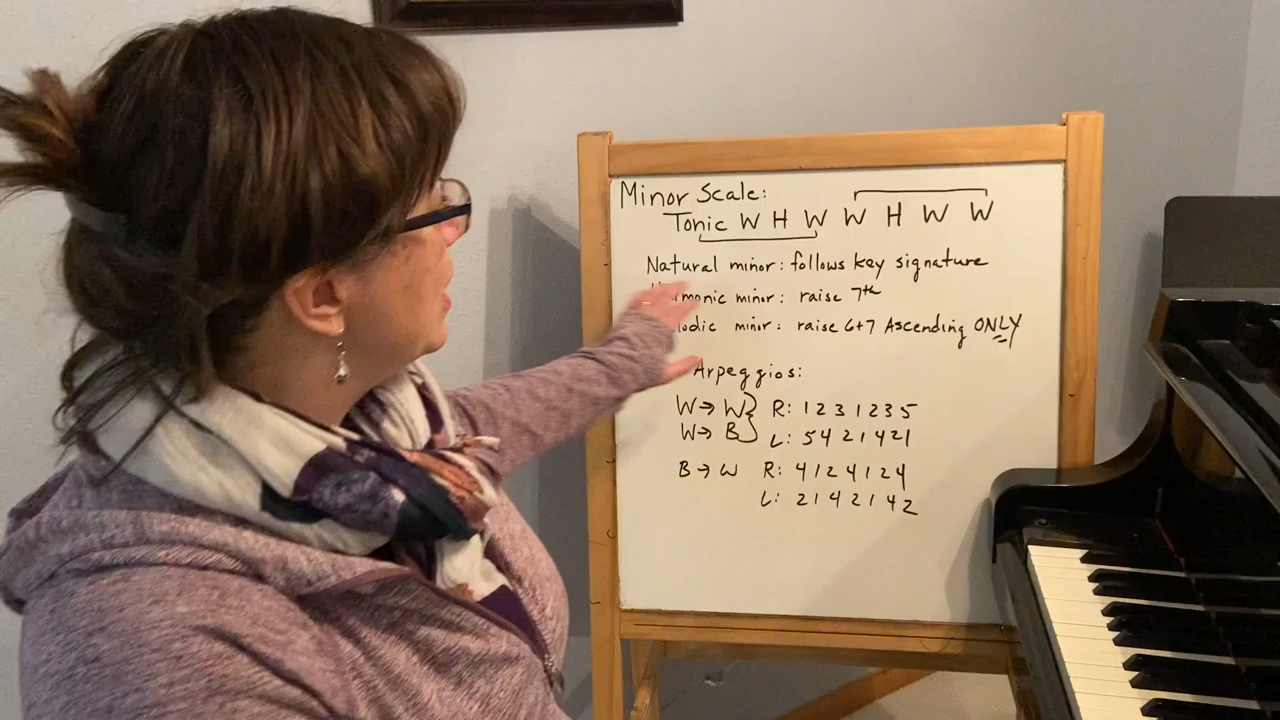 Minor Scale:
Tonic W H W W H W W
Natural minor: follows key signature
minor: raise 7th
minor: raise 6+7 Ascending ONLY
Arpeggios:
W→W } R: 1 2 3 1 2 3 5
W→B } L: 5 4 2 1 4 2 1
B→W R: 4 1 2 4 1 2 4
L: 2 1 4 2 1 4 2